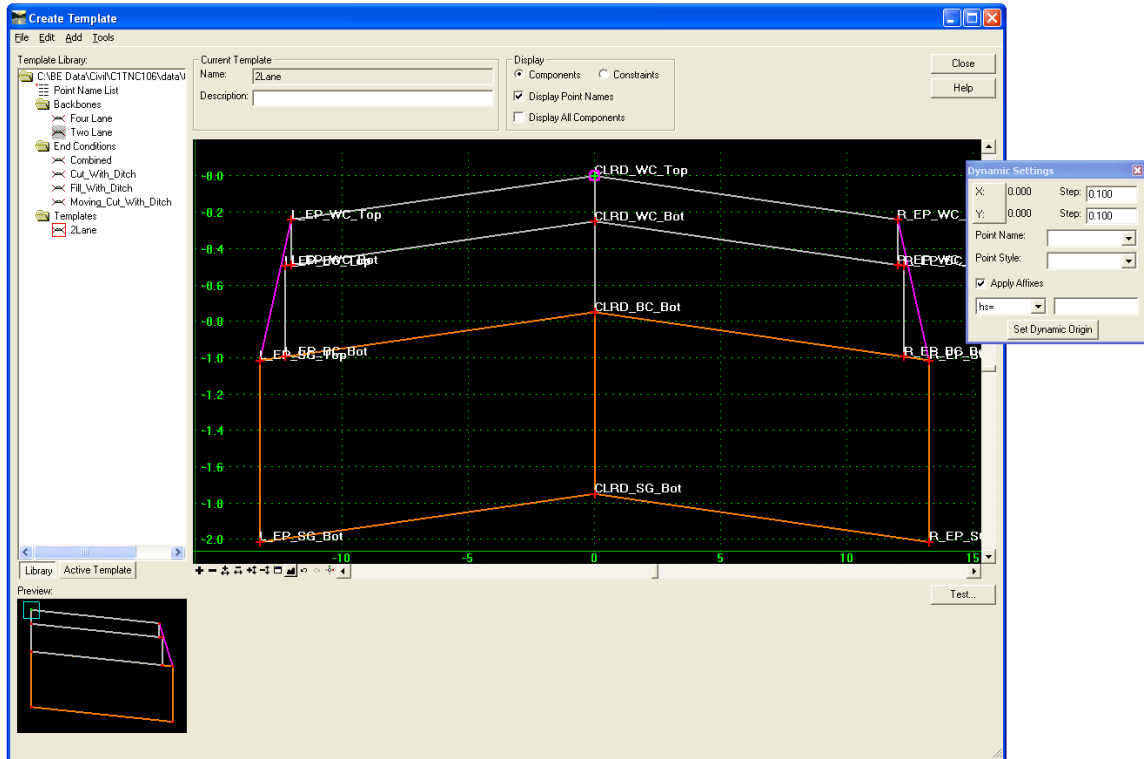 Create Template
File Edit Add Tools
Template Library:
C:\BE Data\Civil\C1TNC106\data\
Point Name List
Backbones
Four Lane
Two Lane
End Conditions
Combined
Cut_With_Ditch
Fill_With_Ditch
Moving_Cut_With_Ditch
Templates
2Lane
Library Active Template
Preview:
Current Template
Name: 2Lane
Description:
Display
Components Constraints
Display Point Names
Display All Components
Close
Help
CLRD_WC_Top
-0.0
-0.2
L_EP_WC_Top
CLRD_WC_Bot
R_EP_WC_
-0.4
-0.6
CLRD_BC_Bot
-0.8
-1.0
-1.2
-1.4
-1.6
CLRD_SG_Bot
-1.8
-2.0
L_EP_SG_Bot
R_EP_S
-10 -5 0 5 10 15
Test...
Dynamic Settings
X: 0.000 Step: 0.100
Y: 0.000 Step: 0.100
Point Name:
Point Style:
Apply Affixes
hs=
Set Dynamic Origin